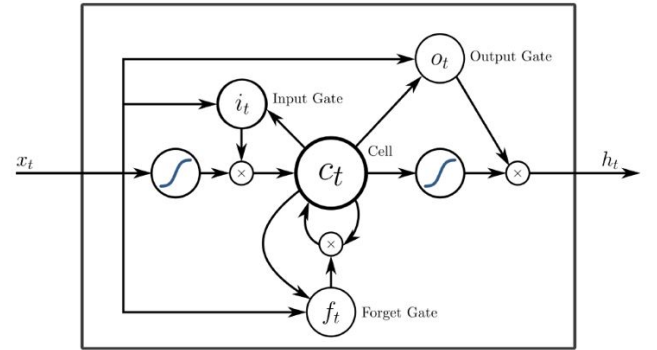 o_t Output Gate
i_t Input Gate
Cell
x_t × c_t × h_t
×
f_t Forget Gate